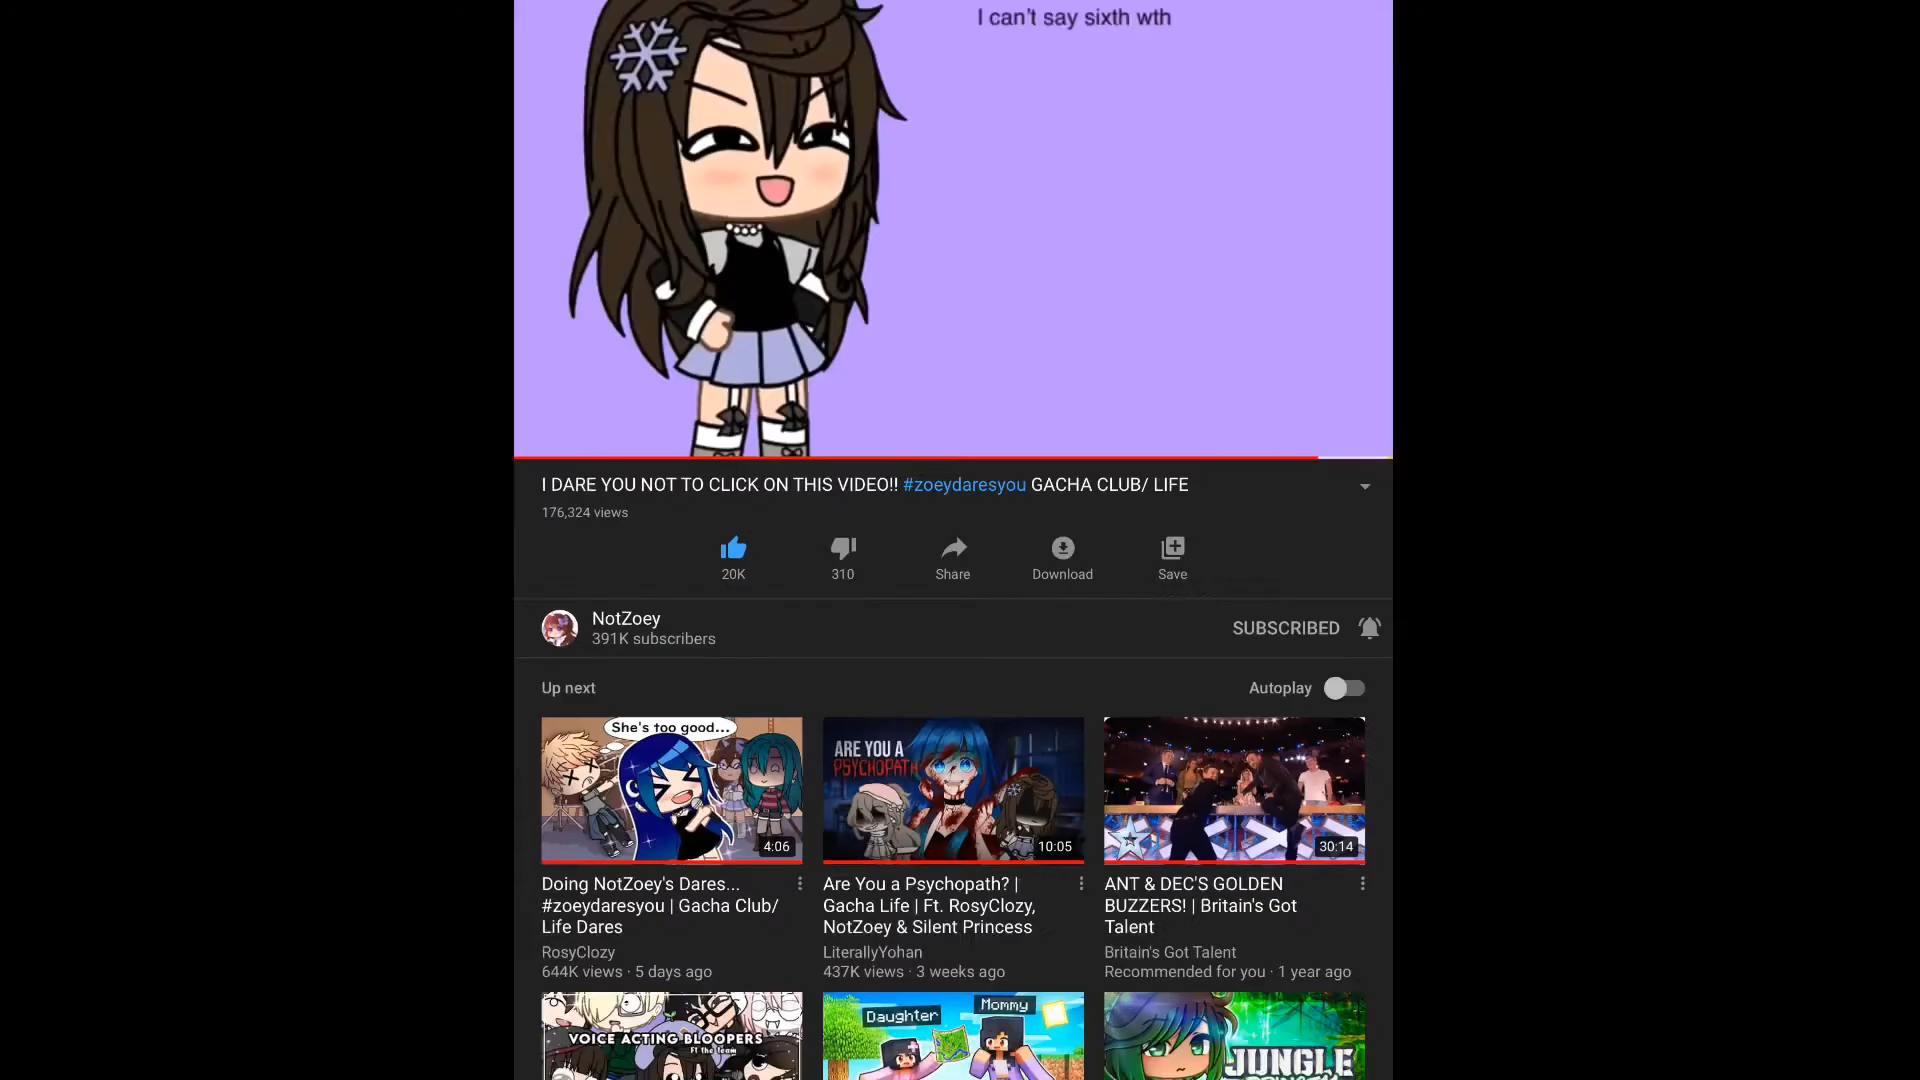 I can't say sixth wth
I DARE YOU NOT TO CLICK ON THIS VIDEO!! #zoeydaresyou GACHA CLUB/ LIFE
176,324 views
20K
310
Share
Download
Save
NotZoey
391K subscribers
SUBSCRIBED
Up next
Autoplay
She's too good...
4:06
ARE YOU A
PSYCHOPATH
10:05
30:14
Doing NotZoey's Dares...
#zoeydaresyou | Gacha Club/
Life Dares
RosyClozy
644K views · 5 days ago
Are You a Psychopath? |
Gacha Life | Ft. RosyClozy,
NotZoey & Silent Princess
LiterallyYohan
437K views · 3 weeks ago
ANT & DEC'S GOLDEN
BUZZERS! | Britain's Got
Talent
Britain's Got Talent
Recommended for you · 1 year ago
VOICE ACTING BLOOPERS
Ft the team
Daughter
Mommy
JUNGLE